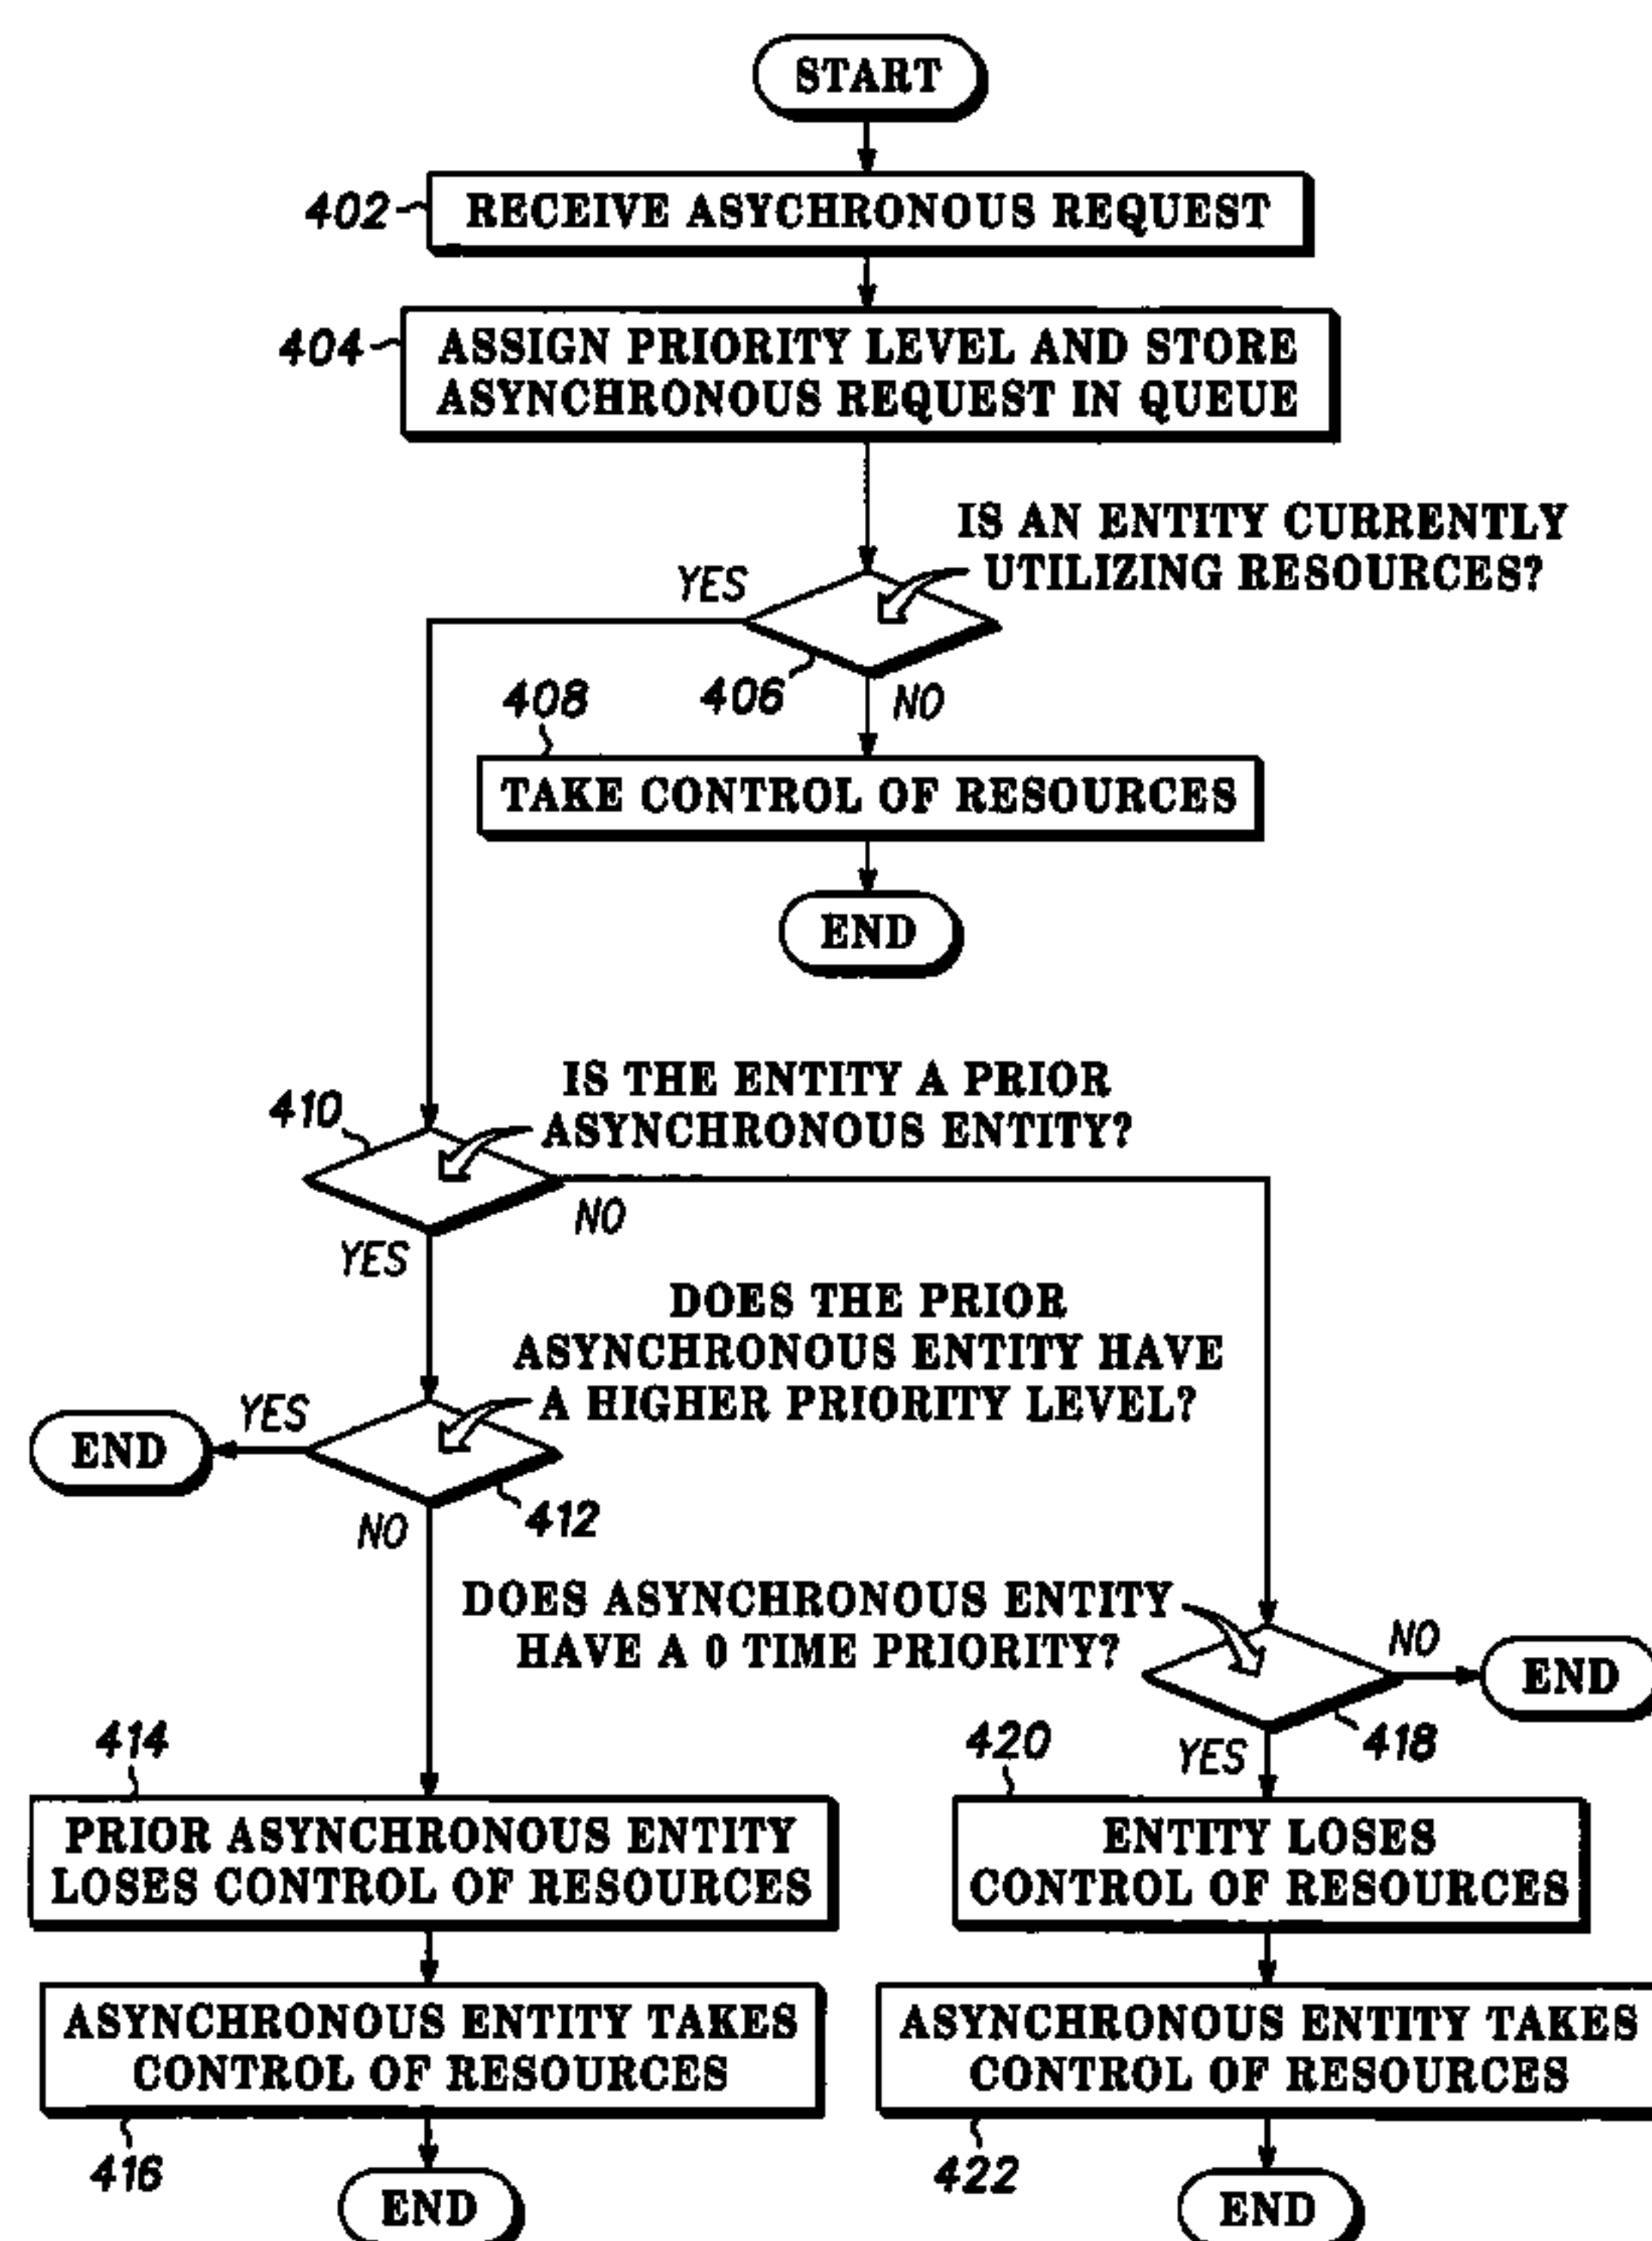 START
402
RECEIVE ASYCHRONOUS REQUEST
404
ASSIGN PRIORITY LEVEL AND STORE
ASYNCHRONOUS REQUEST IN QUEUE
IS AN ENTITY CURRENTLY
UTILIZING RESOURCES?
YES
406
NO
408
TAKE CONTROL OF RESOURCES
END
IS THE ENTITY A PRIOR
ASYNCHRONOUS ENTITY?
410
NO
YES
DOES THE PRIOR
ASYNCHRONOUS ENTITY HAVE
A HIGHER PRIORITY LEVEL?
YES
END
412
NO
DOES ASYNCHRONOUS ENTITY
HAVE A 0 TIME PRIORITY?
NO
END
418
YES
414
PRIOR ASYNCHRONOUS ENTITY
LOSES CONTROL OF RESOURCES
420
ENTITY LOSES
CONTROL OF RESOURCES
ASYNCHRONOUS ENTITY TAKES
CONTROL OF RESOURCES
416
END
ASYNCHRONOUS ENTITY TAKES
CONTROL OF RESOURCES
422
END